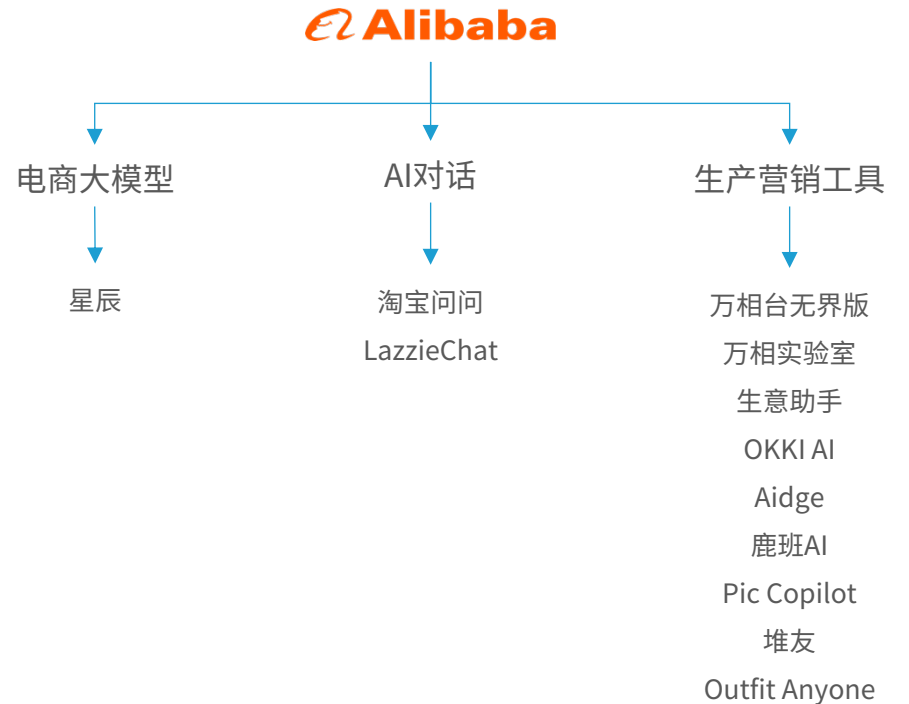 Alibaba
电商大模型
AI对话
生产营销工具
星辰
淘宝问问
LazzieChat
万相台无界版
万相实验室
生意助手
OKKI AI
Aidge
鹿班AI
Pic Copilot
堆友
Outfit Anyone